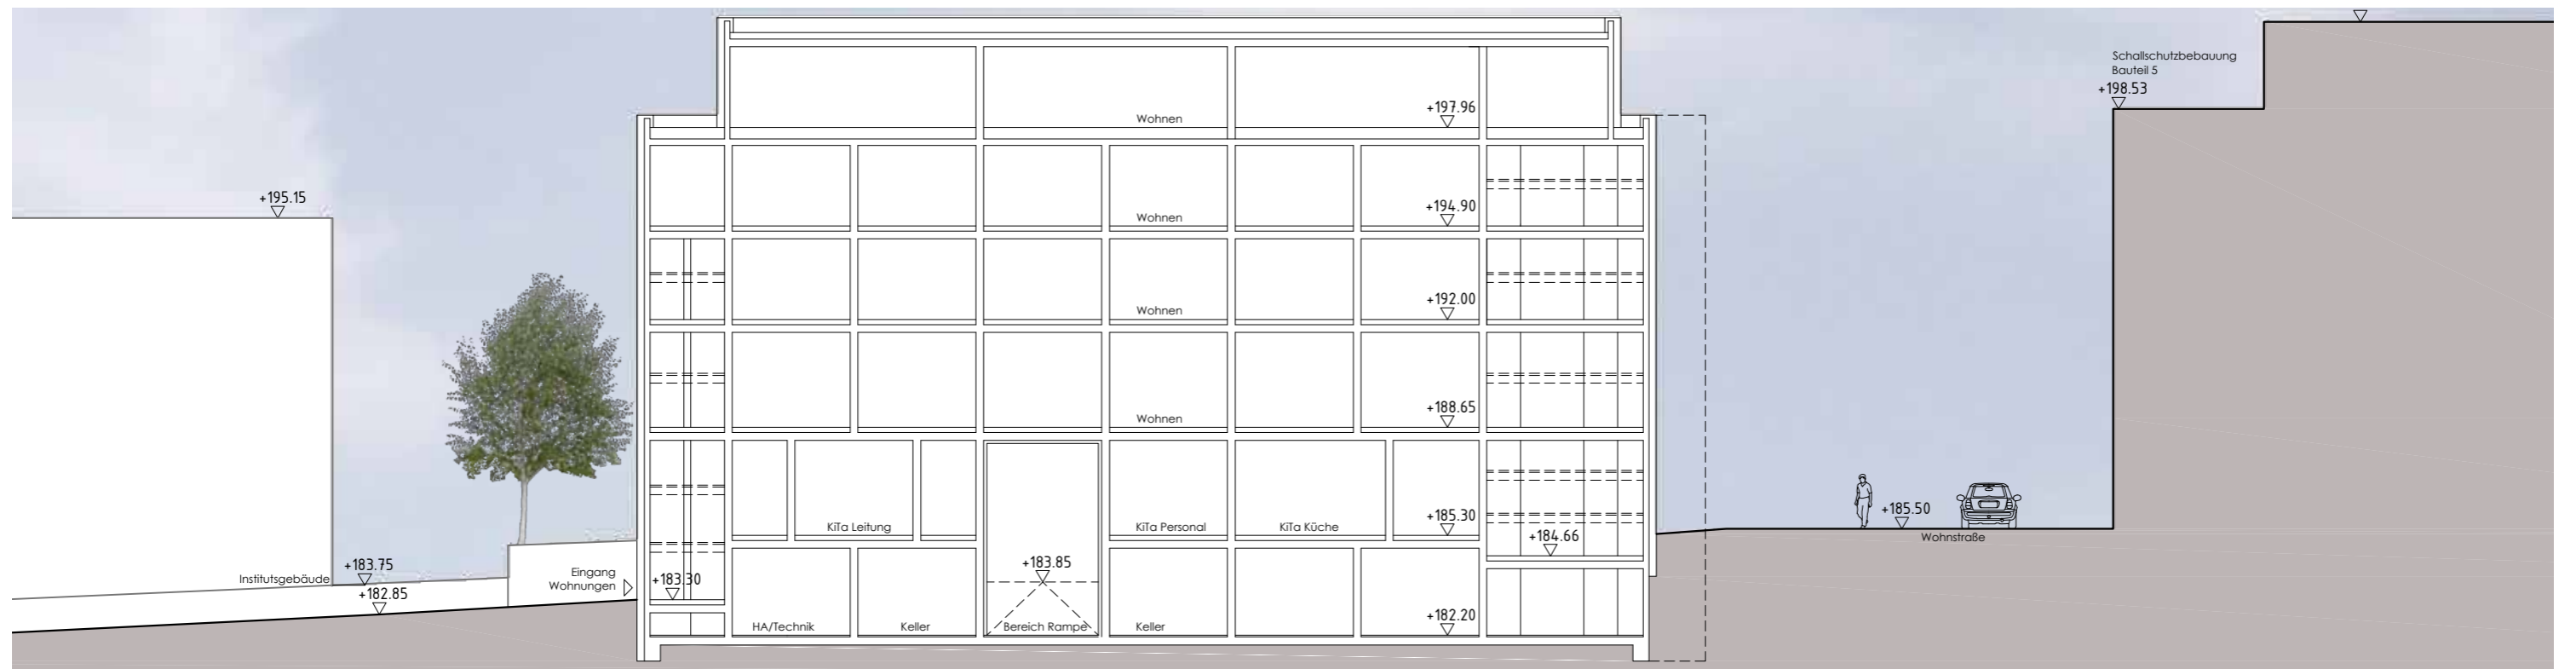 Schallschutzbebauung
Bauteil 5
+198.53
+197.96
Wohnen
+195.15
+194.90
Wohnen
+192.00
Wohnen
+188.65
Wohnen
+185.30
KiTa Leitung
KiTa Personal
KiTa Küche
+185.50
Wohnstraße
+184.66
+183.85
+183.75
Institutsgebäude
+182.85
Eingang
Wohnungen
+183.30
+182.20
HA/Technik
Keller
Bereich Rampe
Keller